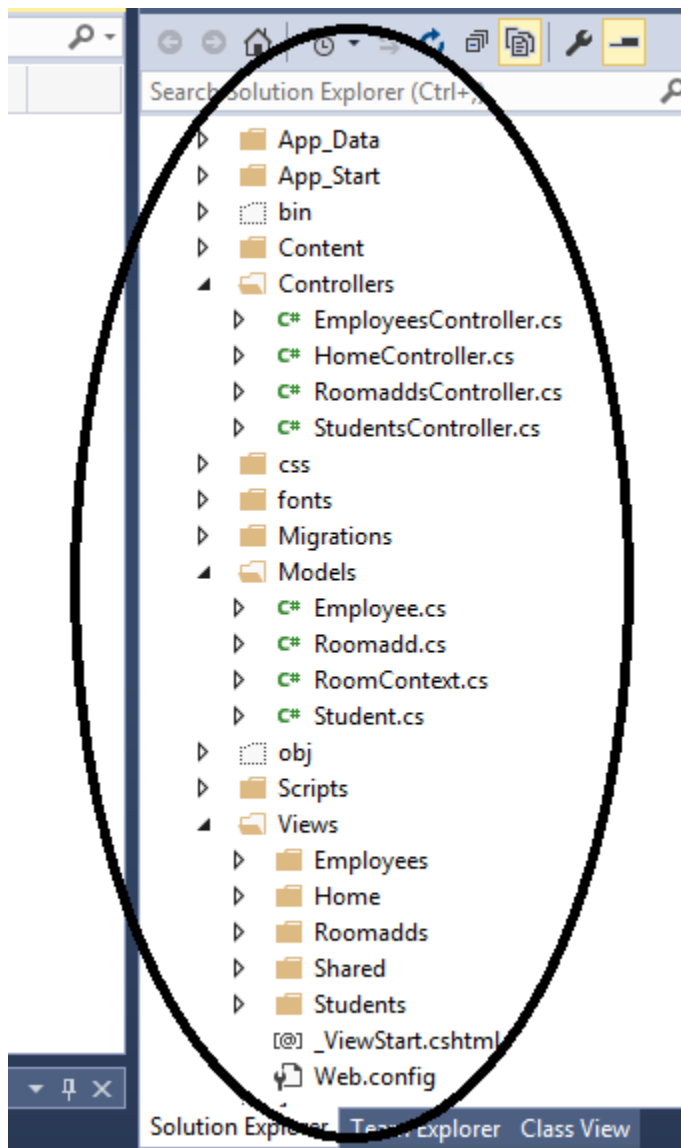 Search Solution Explorer (Ctrl+;)
App_Data
App_Start
bin
Content
Controllers
C# EmployeesController.cs
C# HomeController.cs
C# RoomaddsController.cs
C# StudentsController.cs
css
fonts
Migrations
Models
C# Employee.cs
C# Roomadd.cs
C# RoomContext.cs
C# Student.cs
obj
Scripts
Views
Employees
Home
Roomadds
Shared
Students
[@] _ViewStart.cshtml
Web.config
Solution Explorer Team Explorer Class View